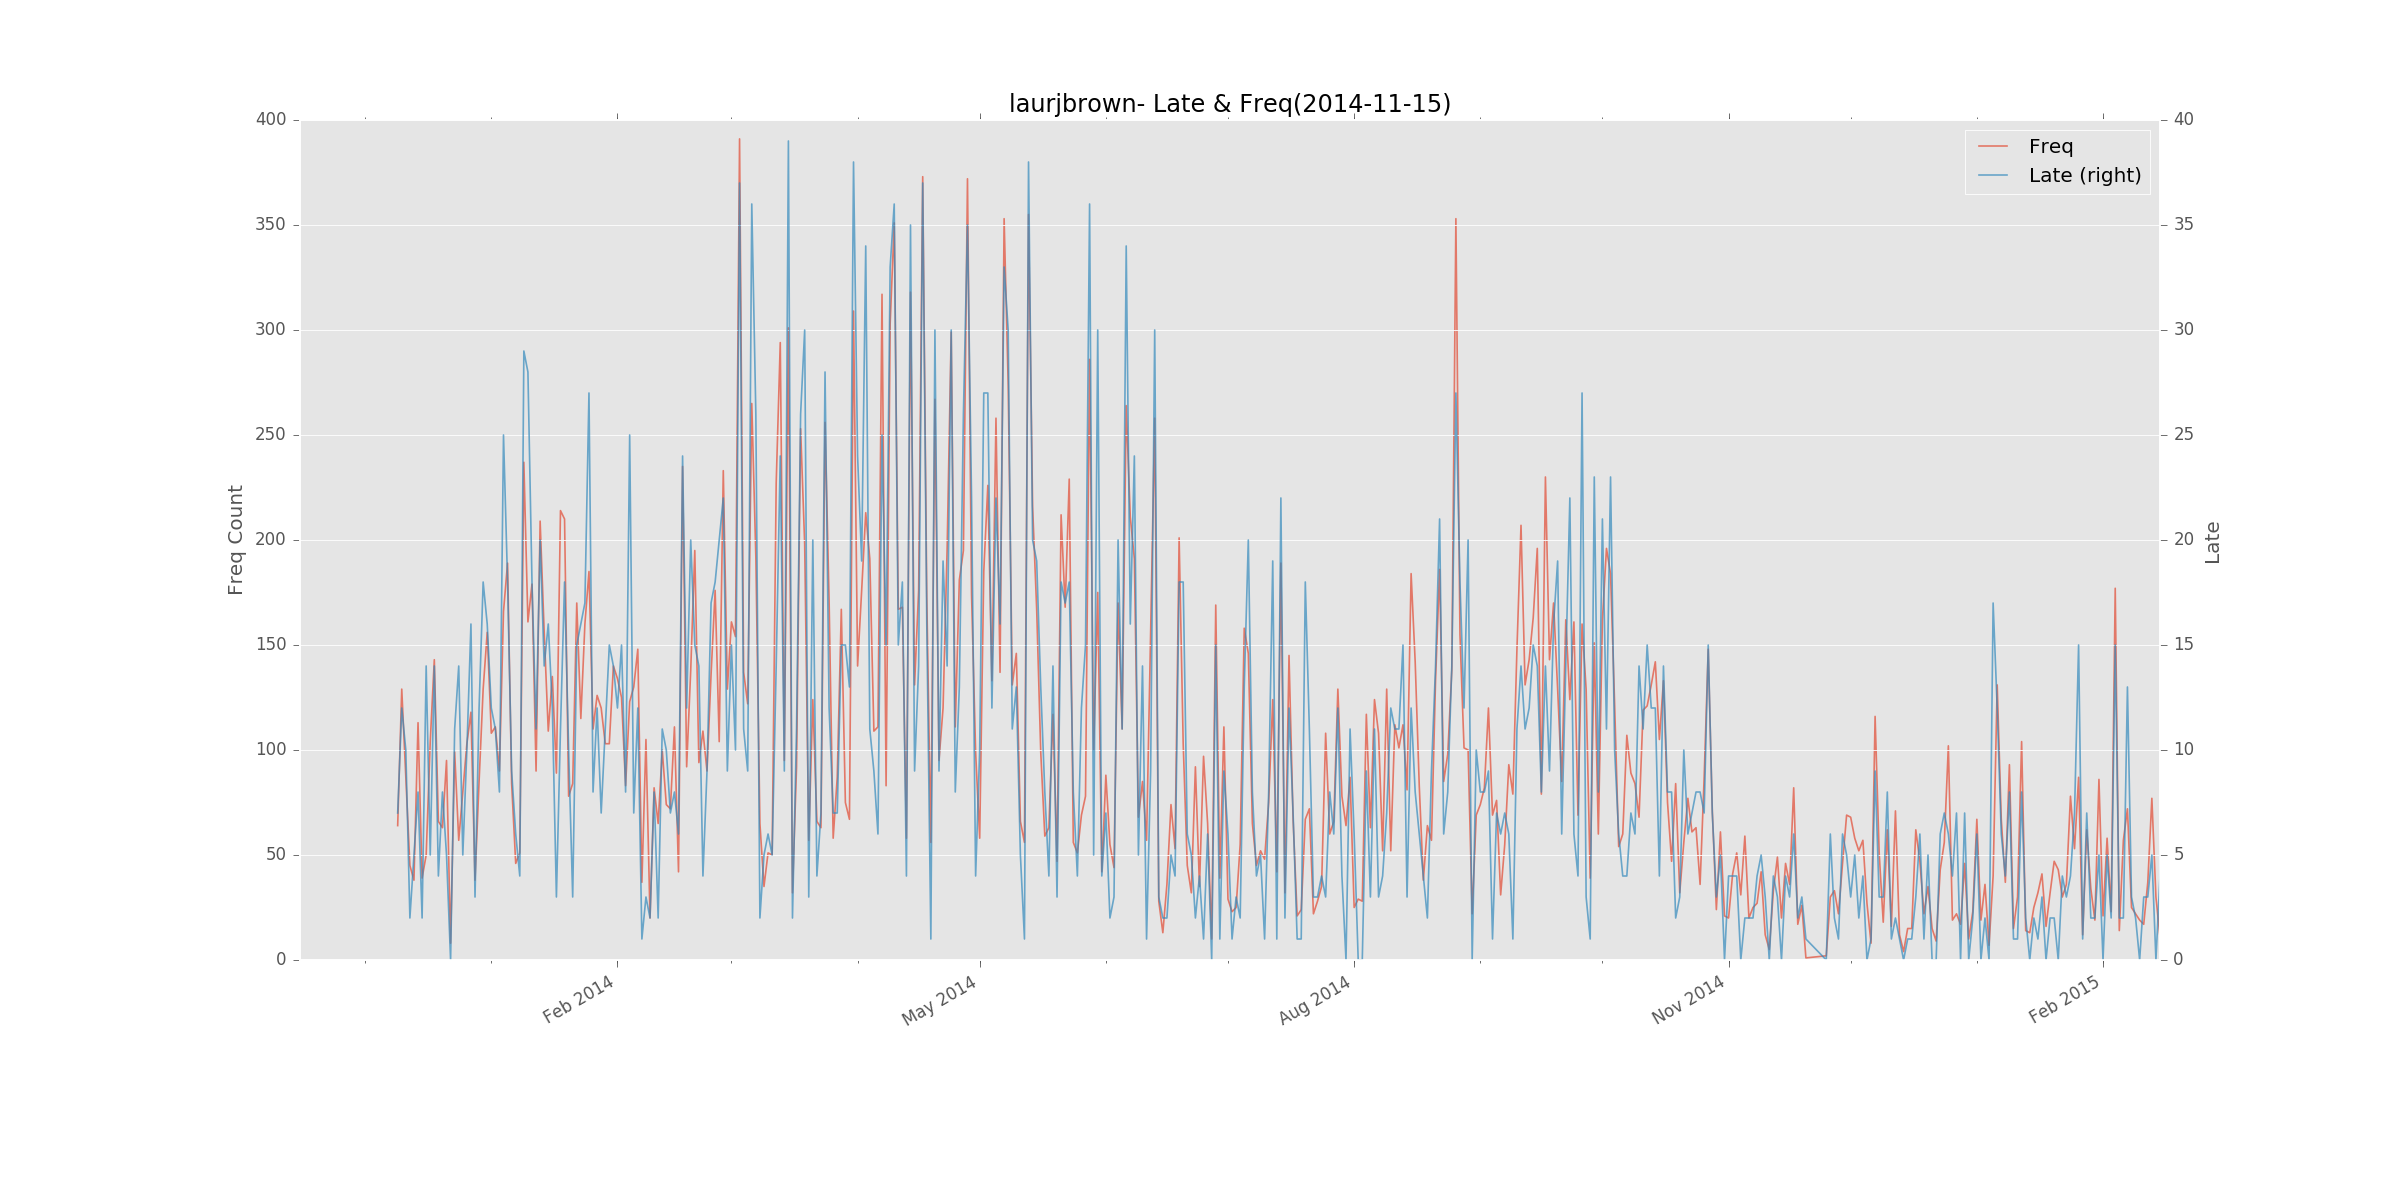 laurjbrown- Late & Freq(2014-11-15)
Freq
Late (right)
400
350
300
250
200
150
100
50
0
Freq Count
40
35
30
25
20
15
10
5
0
Late
Feb 2014
May 2014
Aug 2014
Nov 2014
Feb 2015